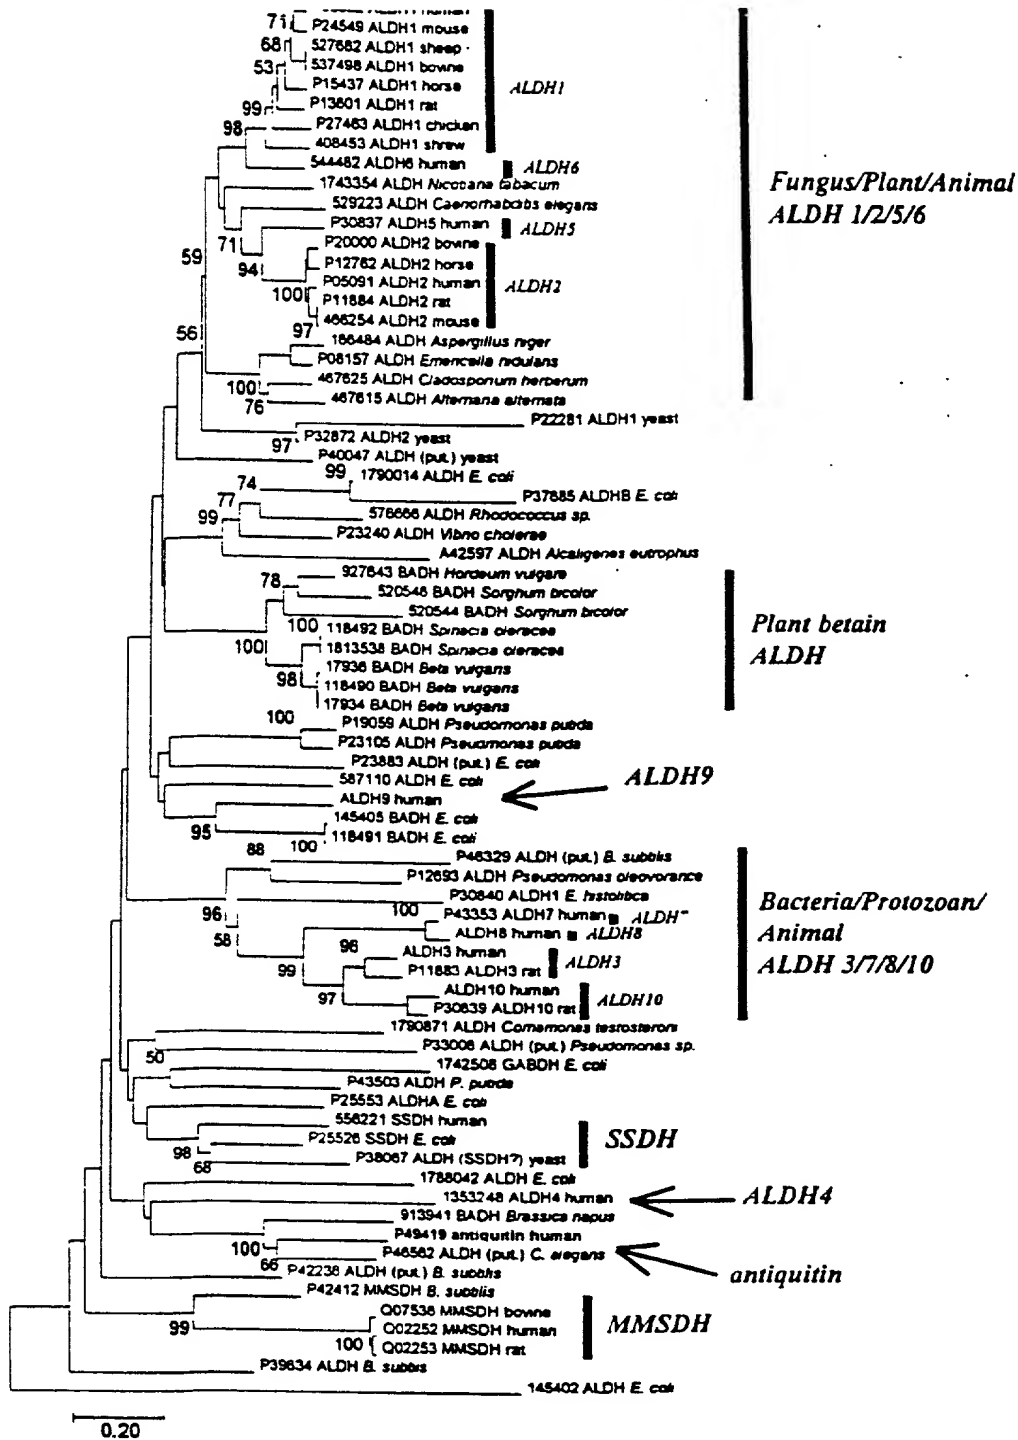 71
P24549 ALDH1 mouse
68
527682 ALDH1 sheep
53
537498 ALDH1 bovine
P15437 ALDH1 horse
ALDH1
99
P13601 ALDH1 rat
98
P27463 ALDH1 chicken
408453 ALDH1 shrew
544482 ALDH6 human
ALDH6
1743354 ALDH Nicotiana tabacum
Fungus/Plant/Animal
ALDH 1/2/5/6
529223 ALDH Caenorhabditis elegans
P30837 ALDH5 human
ALDH5
71
P20000 ALDH2 bovine
59
94
P12762 ALDH2 horse
P05091 ALDH2 human
ALDH2
100
P11884 ALDH2 rat
466254 ALDH2 mouse
97
56
166484 ALDH Aspergillus niger
P08157 ALDH Emericella nidulans
467625 ALDH Cladosporium herbarum
100
467615 ALDH Alternaria alternata
76
P22281 ALDH1 yeast
P32872 ALDH2 yeast
97
P40047 ALDH (put.) yeast
99
1790014 ALDH E. coli
74
P37685 ALDHB E. coli
77
576666 ALDH Rhodococcus sp.
99
P23240 ALDH Vibrio cholerae
A42597 ALDH Alcaligenes eutrophus
927643 BADH Hordeum vulgare
78
520546 BADH Sorghum bicolor
520544 BADH Sorghum bicolor
Plant betain
ALDH
100
118492 BADH Spinacia oleracea
100
1813538 BADH Spinacia oleracea
17936 BADH Beta vulgaris
98
118490 BADH Beta vulgaris
17934 BADH Beta vulgaris
100
P19059 ALDH Pseudomonas putida
P23105 ALDH Pseudomonas putida
P23883 ALDH (put.) E. coli
587110 ALDH E. coli
ALDH9
ALDH9 human
145405 BADH E. coli
95
118491 BADH E. coli
100
88
P46329 ALDH (put.) B. subtilis
P12693 ALDH Pseudomonas oleovorance
P30840 ALDH1 E. histolitica
Bacteria/Protozoan/
Animal
ALDH 3/7/8/10
96
100
P43353 ALDH7 human
58
ALDH8 human
ALDH8
96
ALDH3 human
ALDH3
99
P11883 ALDH3 rat
97
ALDH10 human
ALDH10
P30839 ALDH10 rat
1790871 ALDH Comamonas testosteroni
P33008 ALDH (put.) Pseudomonas sp.
50
1742508 GABDH E. coli
P43503 ALDH P. putida
P25553 ALDHA E. coli
556221 SSDH human
P25526 SSDH E. coli
SSDH
98
P38067 ALDH (SSDH?) yeast
68
1788042 ALDH E. coli
1353248 ALDH4 human
ALDH4
913941 BADH Brassica napus
P49419 antiquitin human
100
P46562 ALDH (put.) C. elegans
66
antiquitin
P42236 ALDH (put.) B. subtilis
P42412 MMSDH B. subtilis
Q07536 MMSDH bovine
99
Q02252 MMSDH human
MMSDH
100
Q02253 MMSDH rat
P39634 ALDH B. subtilis
145402 ALDH E. coli
0.20